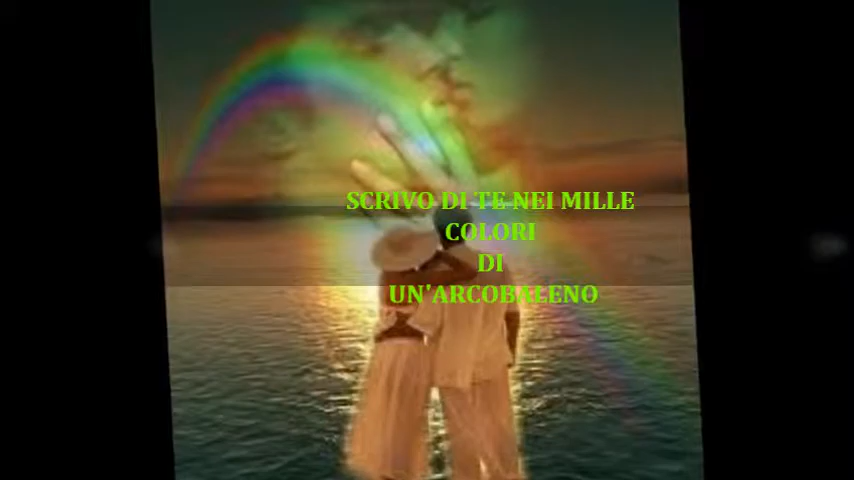 SCRIVO DI TE NEI MILLE
COLORI
DI
UN'ARCOBALENO